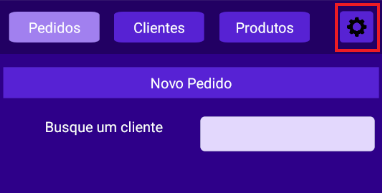 Pedidos Clientes Produtos
Novo Pedido
Busque um cliente